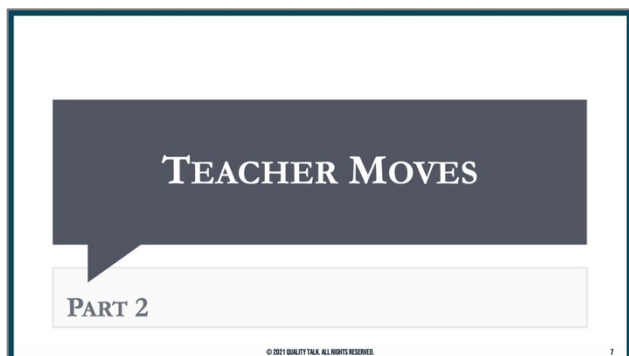 TEACHER MOVES
PART 2
© 2021 QUALITY TALK. ALL RIGHTS RESERVED.
7